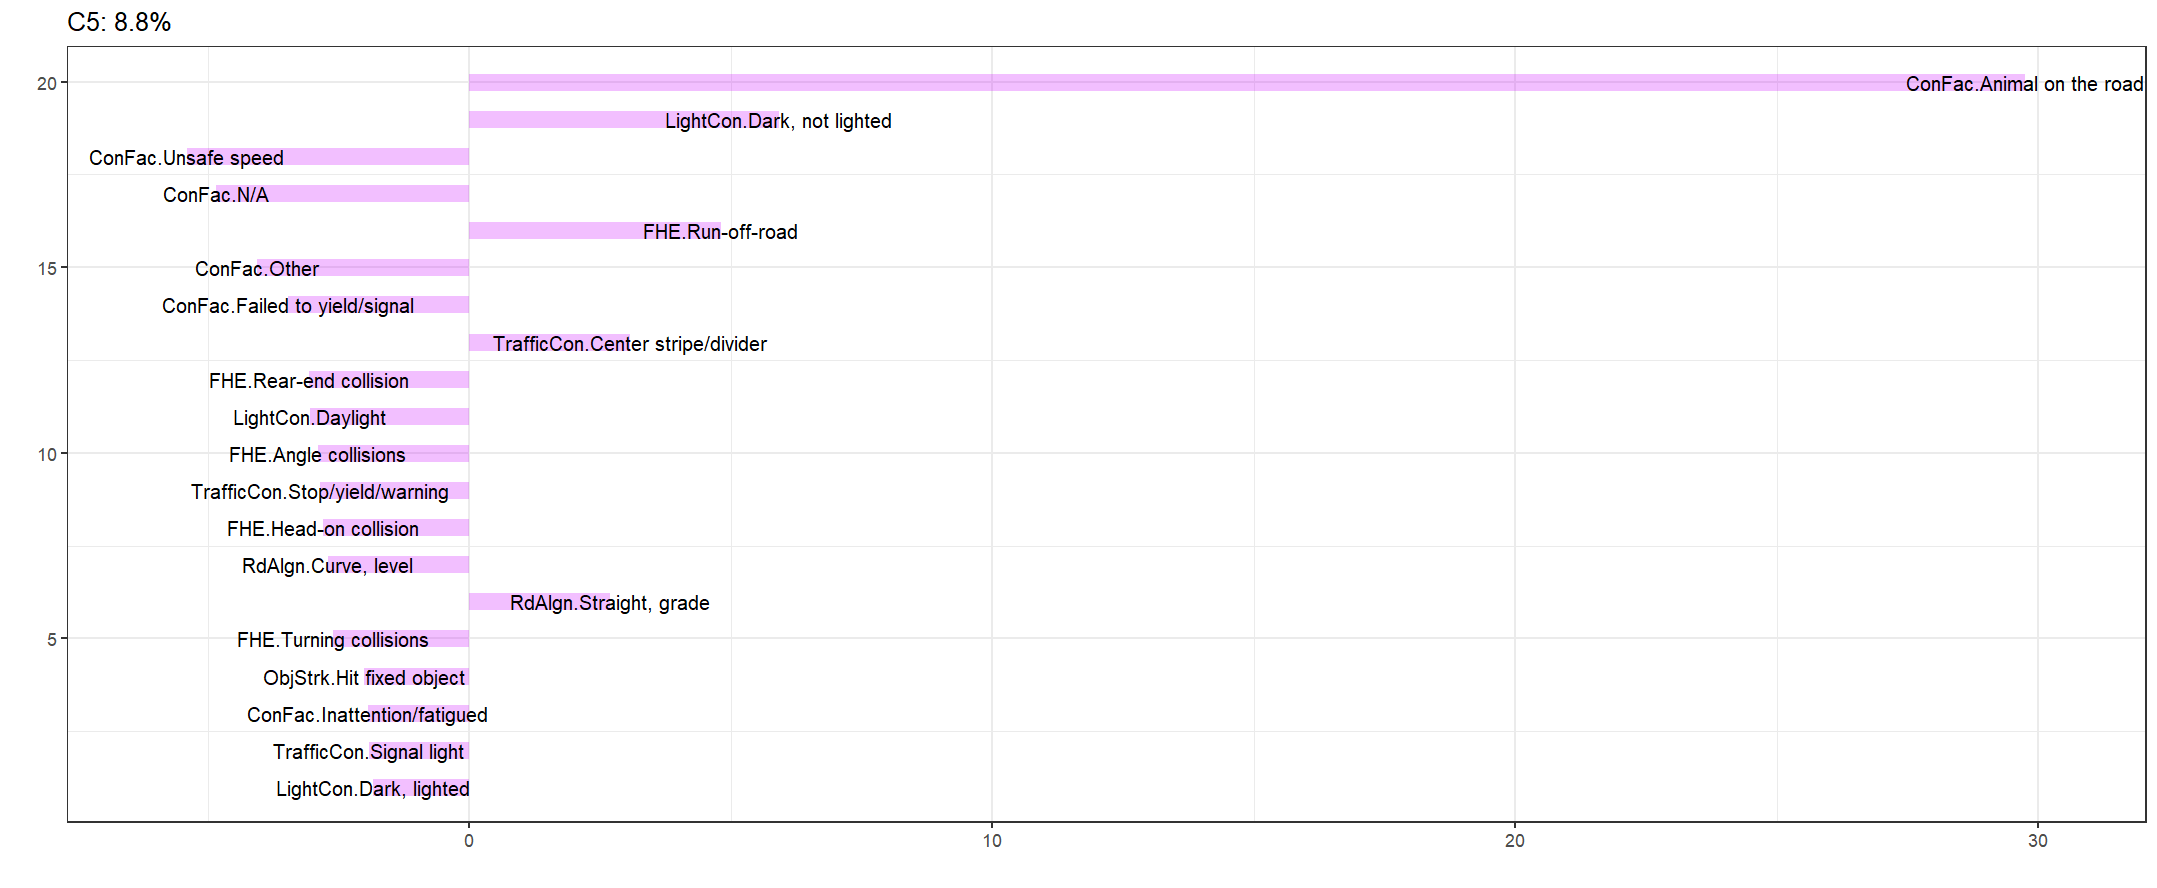 C5: 8.8%
20
ConFac.Animal on the road
LightCon.Dark, not lighted
ConFac.Unsafe speed
ConFac.N/A
FHE.Run-off-road
15
ConFac.Other
ConFac.Failed to yield/signal
TrafficCon.Center stripe/divider
FHE.Rear-end collision
LightCon.Daylight
10
FHE.Angle collisions
TrafficCon.Stop/yield/warning
FHE.Head-on collision
RdAlgn.Curve, level
RdAlgn.Straight, grade
5
FHE.Turning collisions
ObjStrk.Hit fixed object
ConFac.Inattention/fatigued
TrafficCon.Signal light
LightCon.Dark, lighted
0 10 20 30